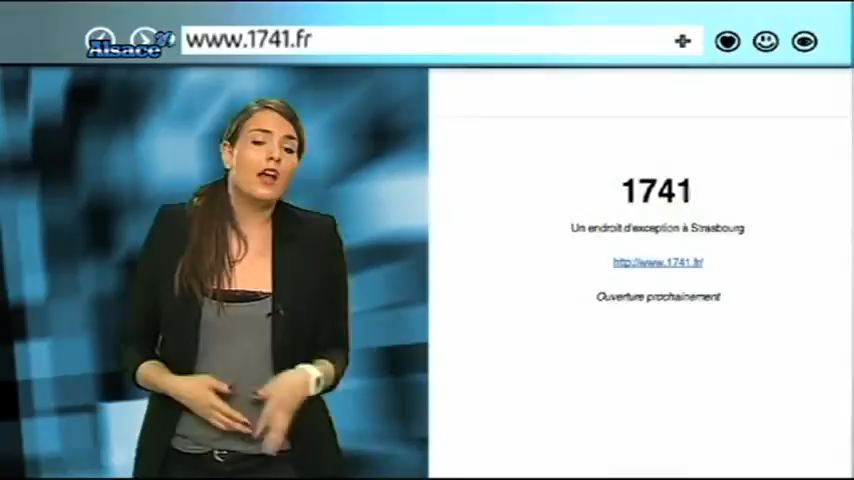 Alsace 20
www.1741.fr
1741
Un endroit d'exception à Strasbourg
http://www.1741.fr/
Ouverture prochainement